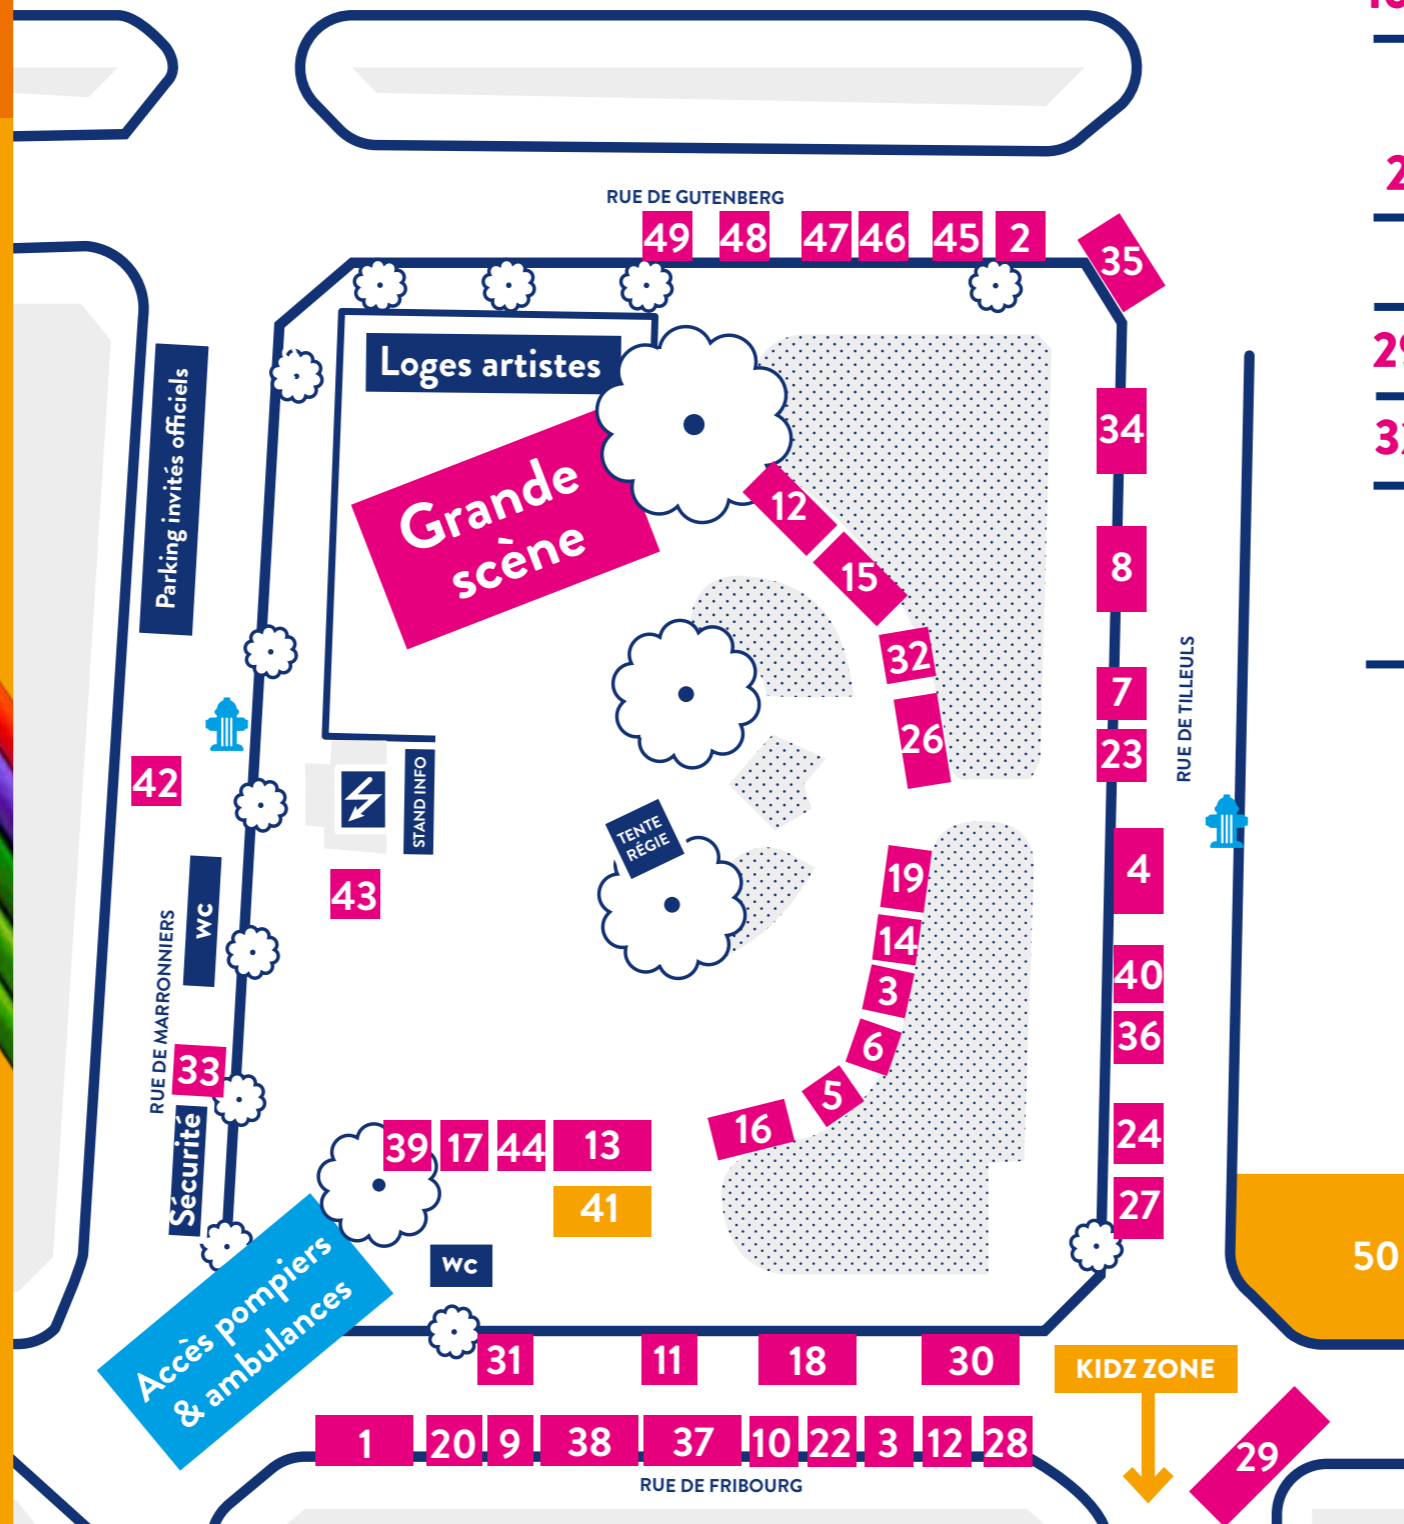 RUE DE GUTENBERG
49 48 47 46 45 2
35
Loges artistes
Grande
scène
Parking invités officiels
12
15
32
26
34
8
7
23
RUE DE TILLEULS
42
STAND INFO
TENTE
RÉGIE
43
wc
RUE DE MARRONNIERS
33
Sécurité
19
14
3
6
5
16
4
40
36
24
27
39 17 44 13
41
wc
50
Accès pompiers
& ambulances
31 11 18 30
KIDZ ZONE
1 20 9 38 37 10 22 3 12 28
29
RUE DE FRIBOURG